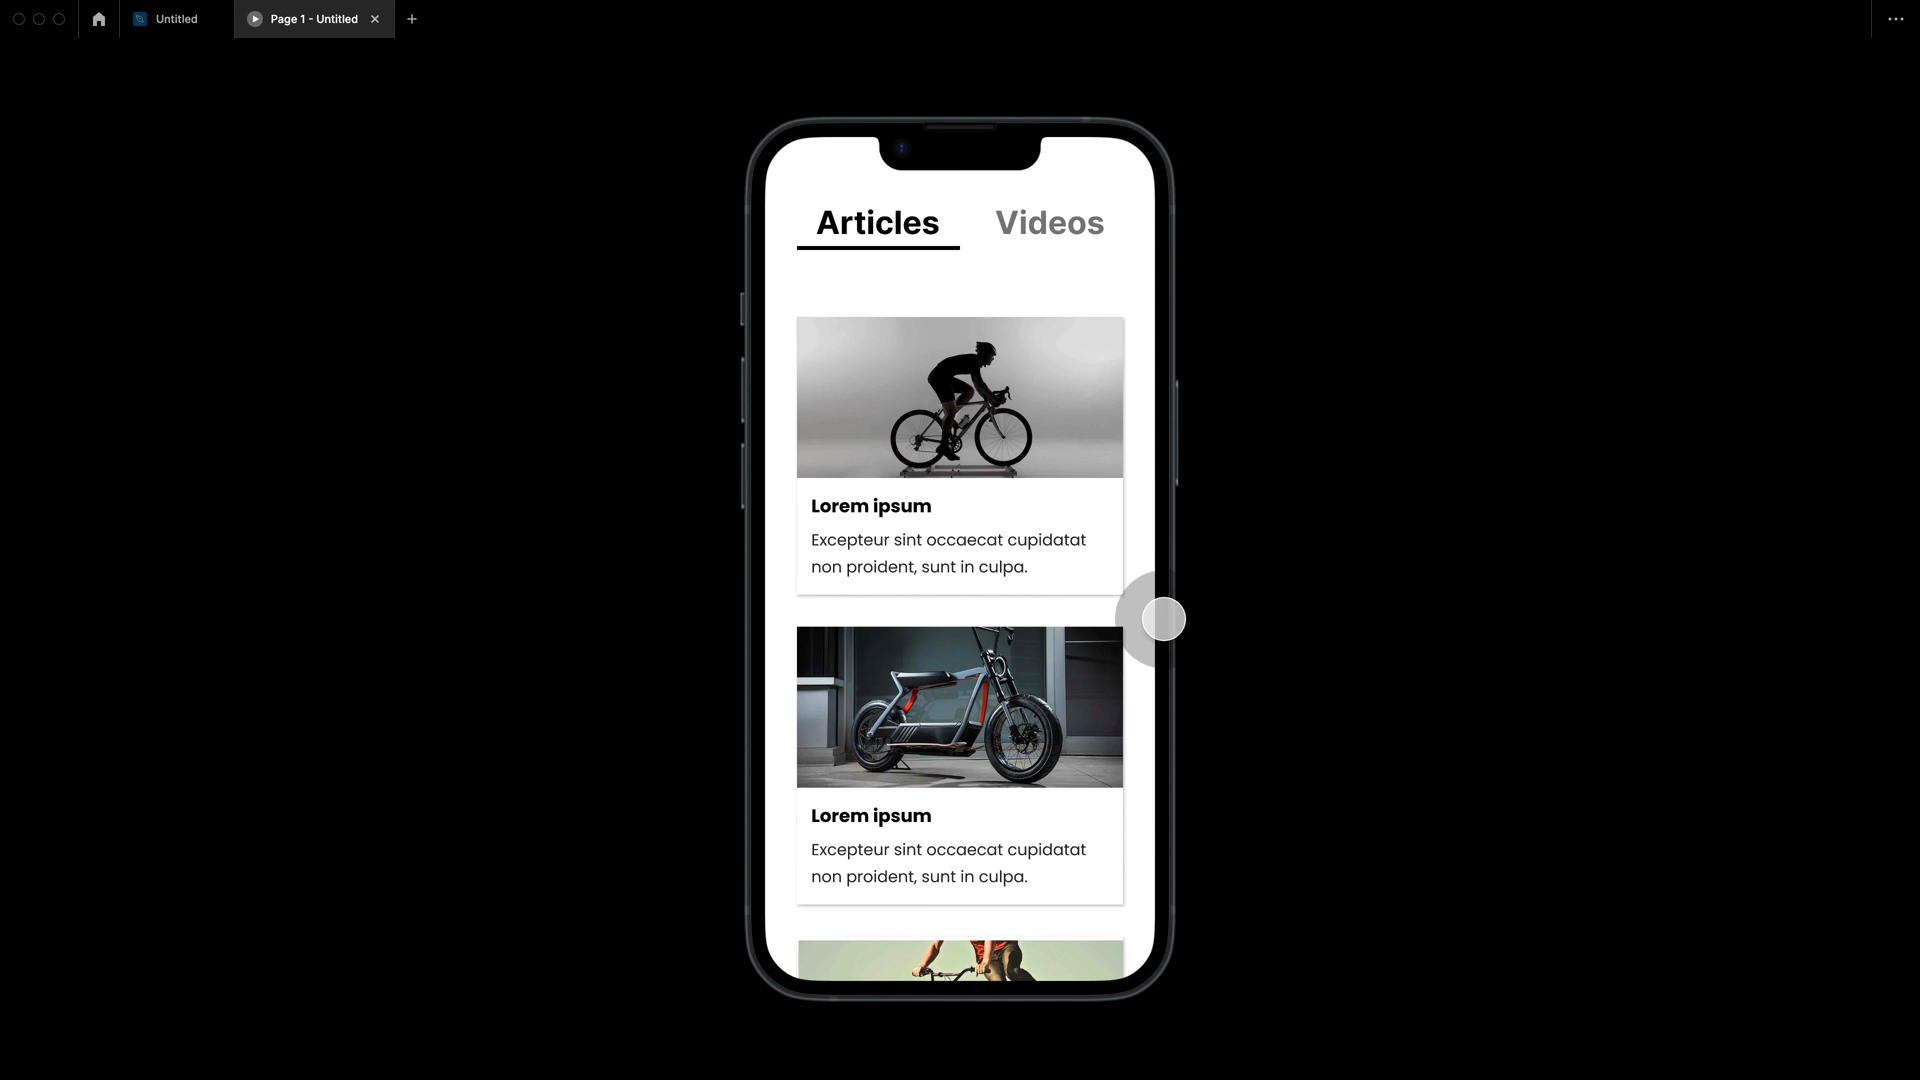 Untitled
Page 1 - Untitled
Articles
Videos
Lorem ipsum
Excepteur sint occaecat cupidatat
non proident, sunt in culpa.
Lorem ipsum
Excepteur sint occaecat cupidatat
non proident, sunt in culpa.